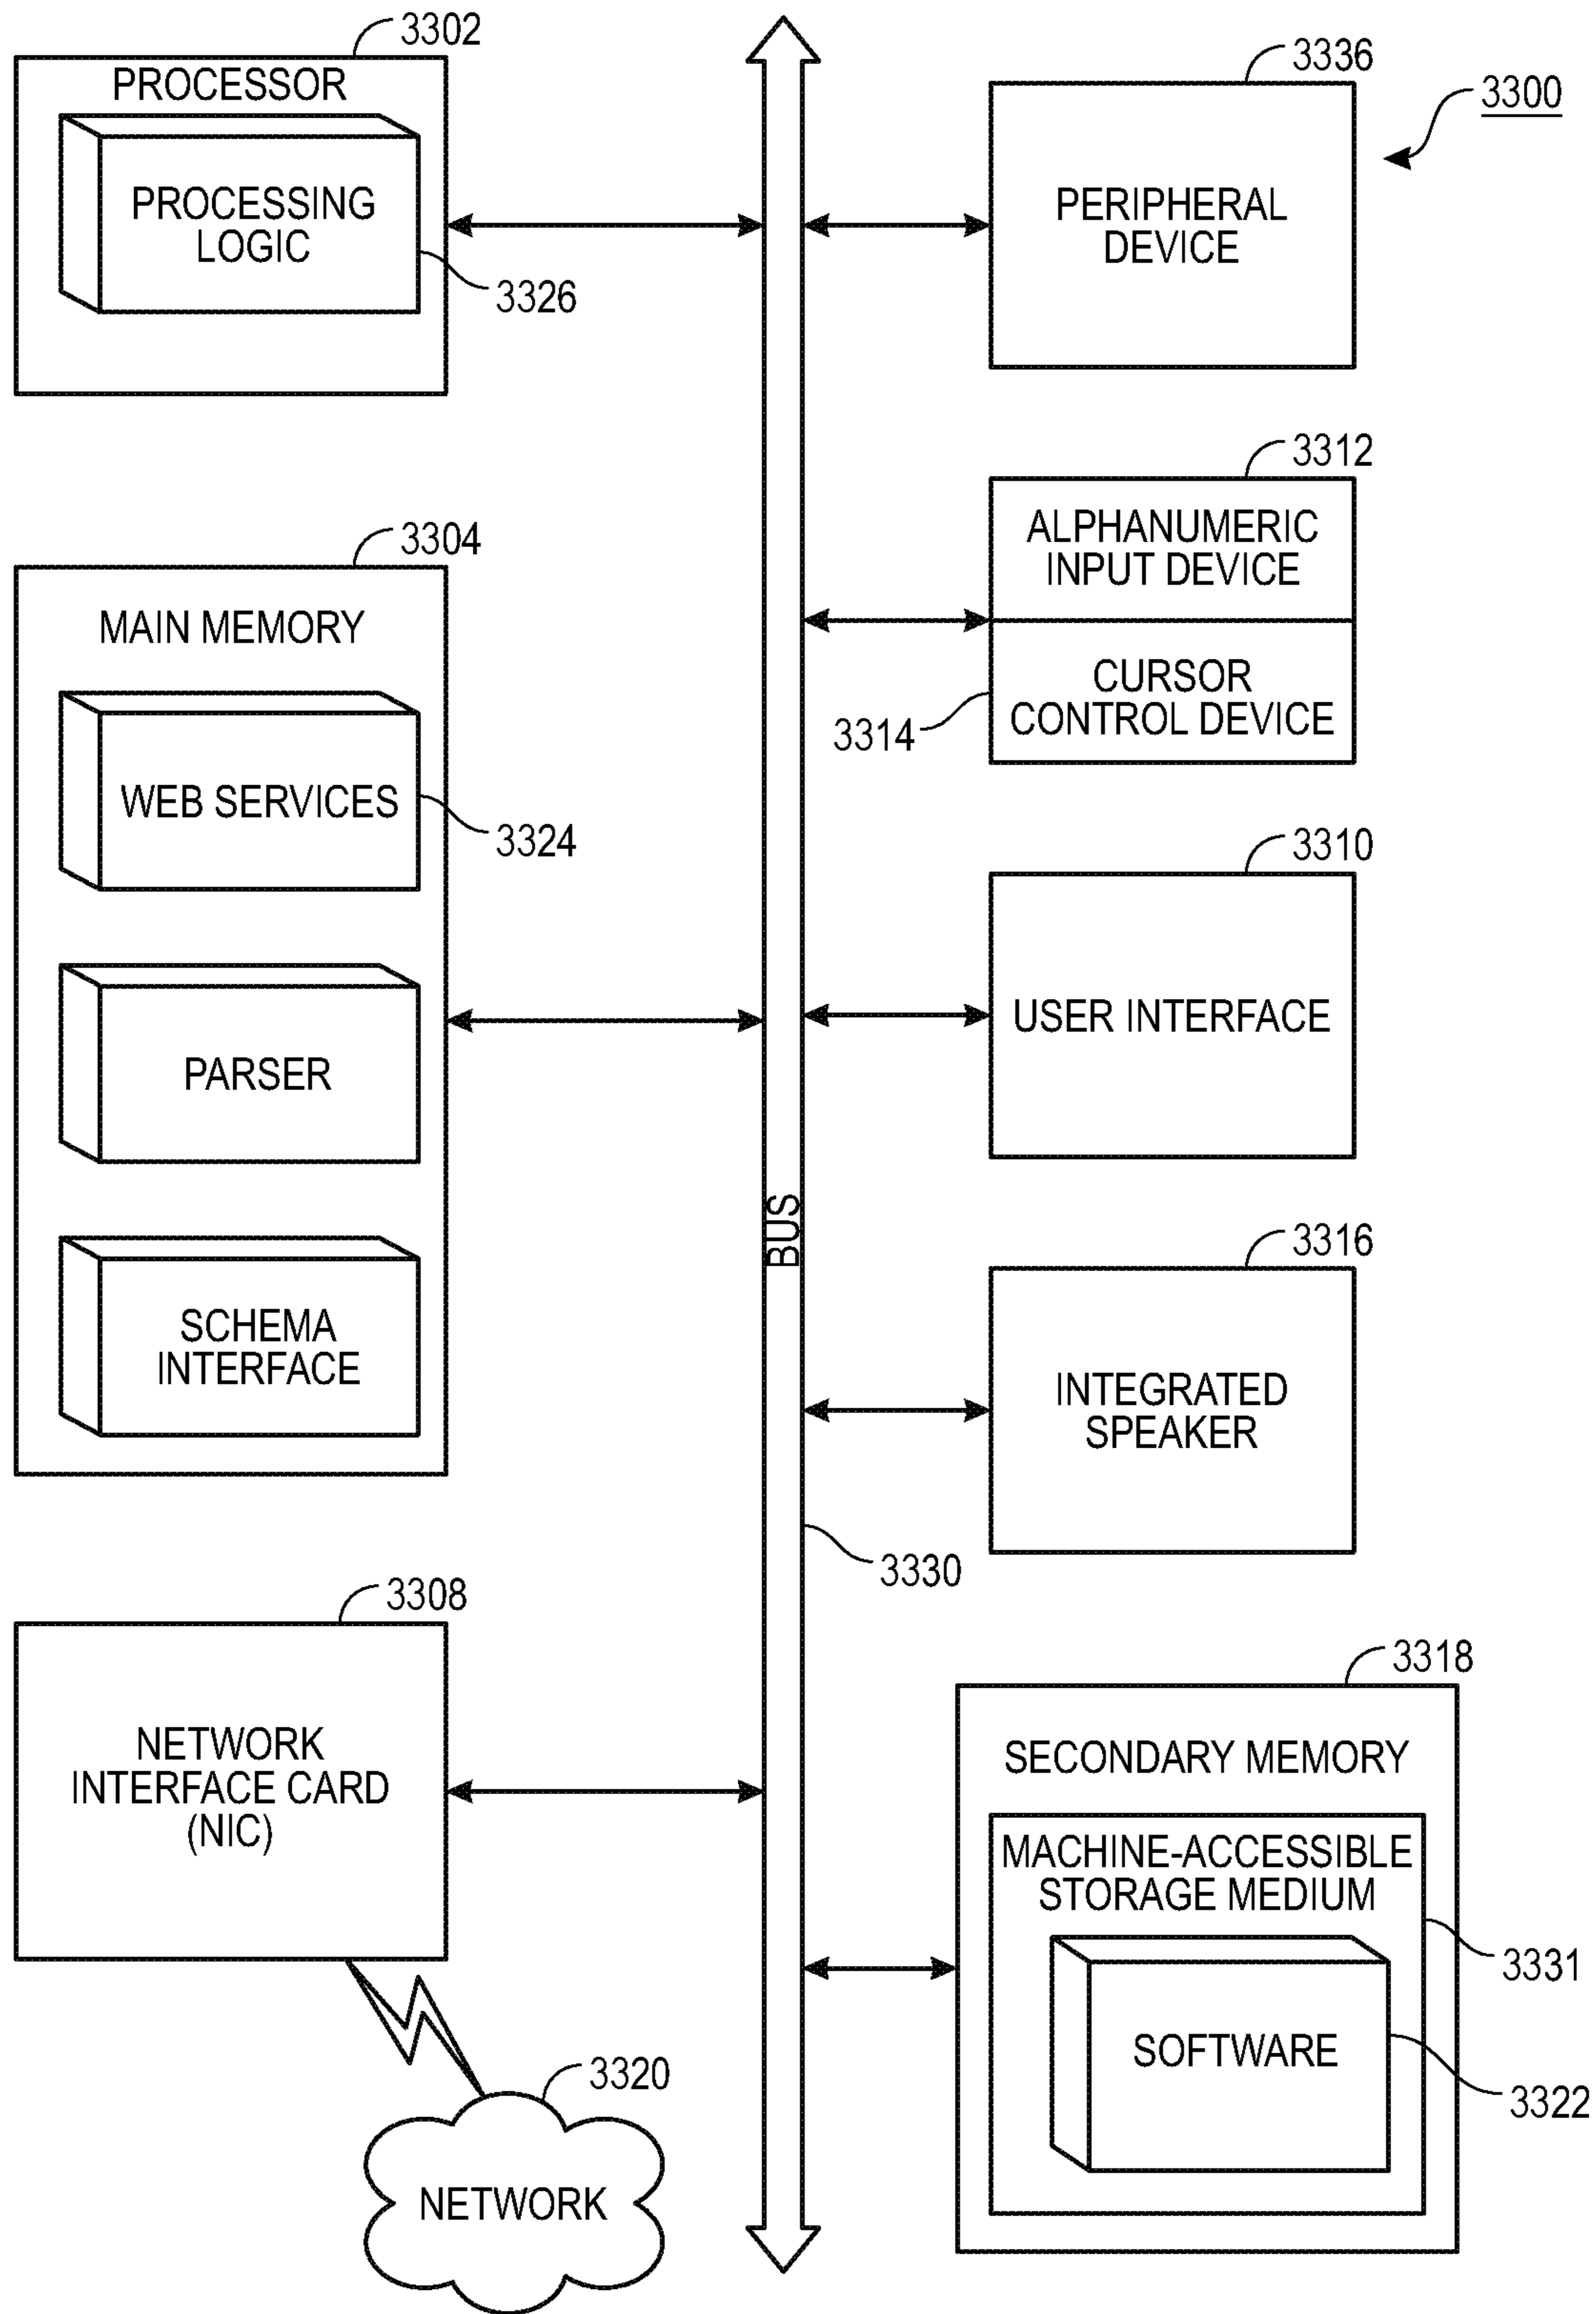 3302
PROCESSOR
PROCESSING
LOGIC
3326
3304
MAIN MEMORY
WEB SERVICES
3324
PARSER
SCHEMA
INTERFACE
3308
NETWORK
INTERFACE CARD
(NIC)
3320
NETWORK
BUS
3330
3336
3300
PERIPHERAL
DEVICE
3312
ALPHANUMERIC
INPUT DEVICE
CURSOR
CONTROL DEVICE
3314
3310
USER INTERFACE
3316
INTEGRATED
SPEAKER
3318
SECONDARY MEMORY
MACHINE-ACCESSIBLE
STORAGE MEDIUM
3331
SOFTWARE
3322